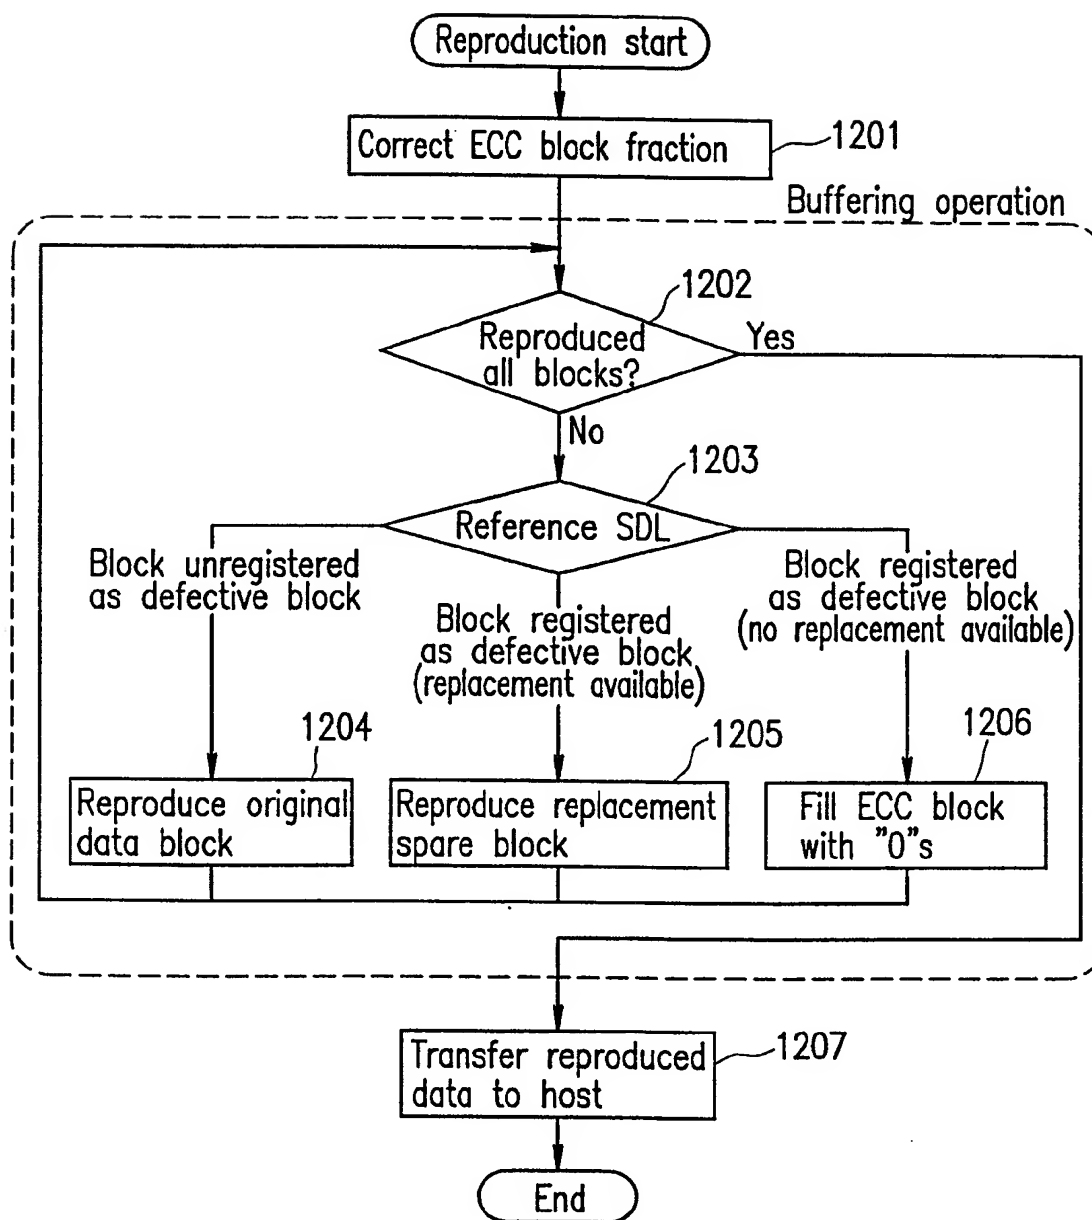 Reproduction start
Correct ECC block fraction
1201
Buffering operation
1202
Reproduced
all blocks?
Yes
No
1203
Reference SDL
Block unregistered
as defective block
Block registered
as defective block
(replacement available)
Block registered
as defective block
(no replacement available)
1204
Reproduce original
data block
1205
Reproduce replacement
spare block
1206
Fill ECC block
with "0"s
Transfer reproduced
data to host
1207
End